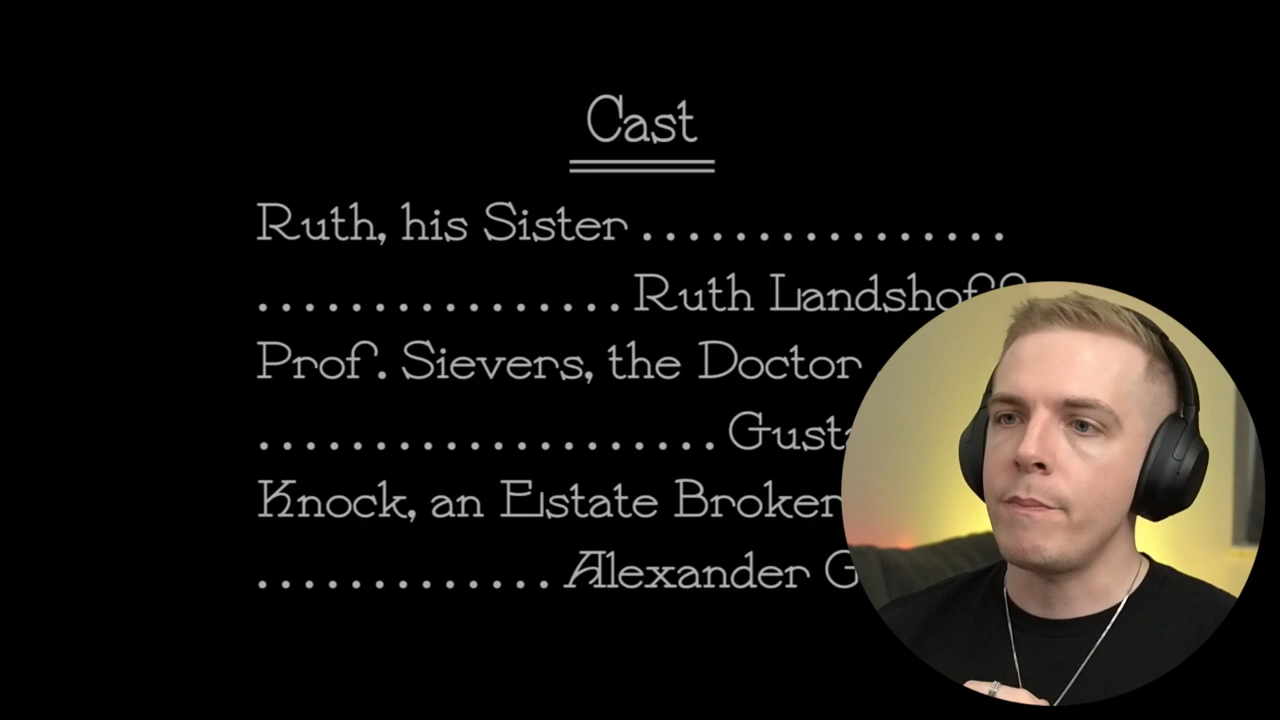 Cast
Ruth, his Sister ................
................ Ruth Landshoff
Prof. Sievers, the Doctor
.................... 
Knock, an Estate Broker
............. Alexander